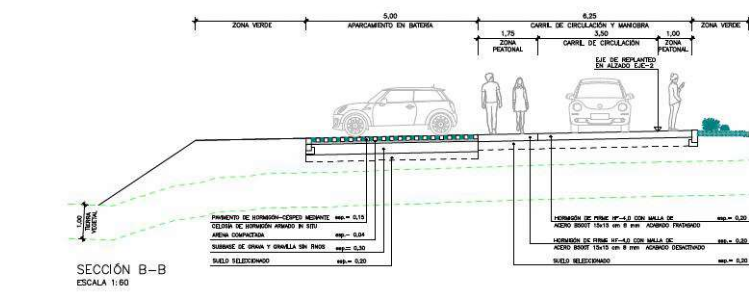 5,00
6,25
ZONA VERDE
APARCAMIENTO EN BATERÍA
CARRIL DE CIRCULACIÓN Y MANIOBRA
ZONA VERDE
1,75
3,50
1,00
ZONA
PEATONAL
CARRIL DE CIRCULACIÓN
ZONA
PEATONAL
EJE DE REPLANTEO
EN ALZADO EJE-2
1,00
TIERRA
VEGETAL
PAVIMENTO DE HORMIGÓN-CÉSPED MEDIANTE esp.= 0,15
CELOSIA DE HORMIGÓN ARMADO IN SITU
ARENA COMPACTADA esp.- 0,04
SUBBASE DE GRAVA Y GRAVILLA SIN FINOS esp.= 0,30
SUELO SELECCIONADO esp.= 0,20
HORMIGÓN DE FIRME HF-4,0 CON MALLA DE esp.= 0,20
ACERO B500T 15x15 cm 8 mm ACABADO FRATASADO
HORMIGÓN DE FIRME HF-4,0 CON MALLA DE esp.= 0,20
ACERO B500T 15x15 cm 8 mm ACABADO DESACTIVADO
SUELO SELECCIONADO esp.= 0,20
SECCIÓN B-B
ESCALA 1:60